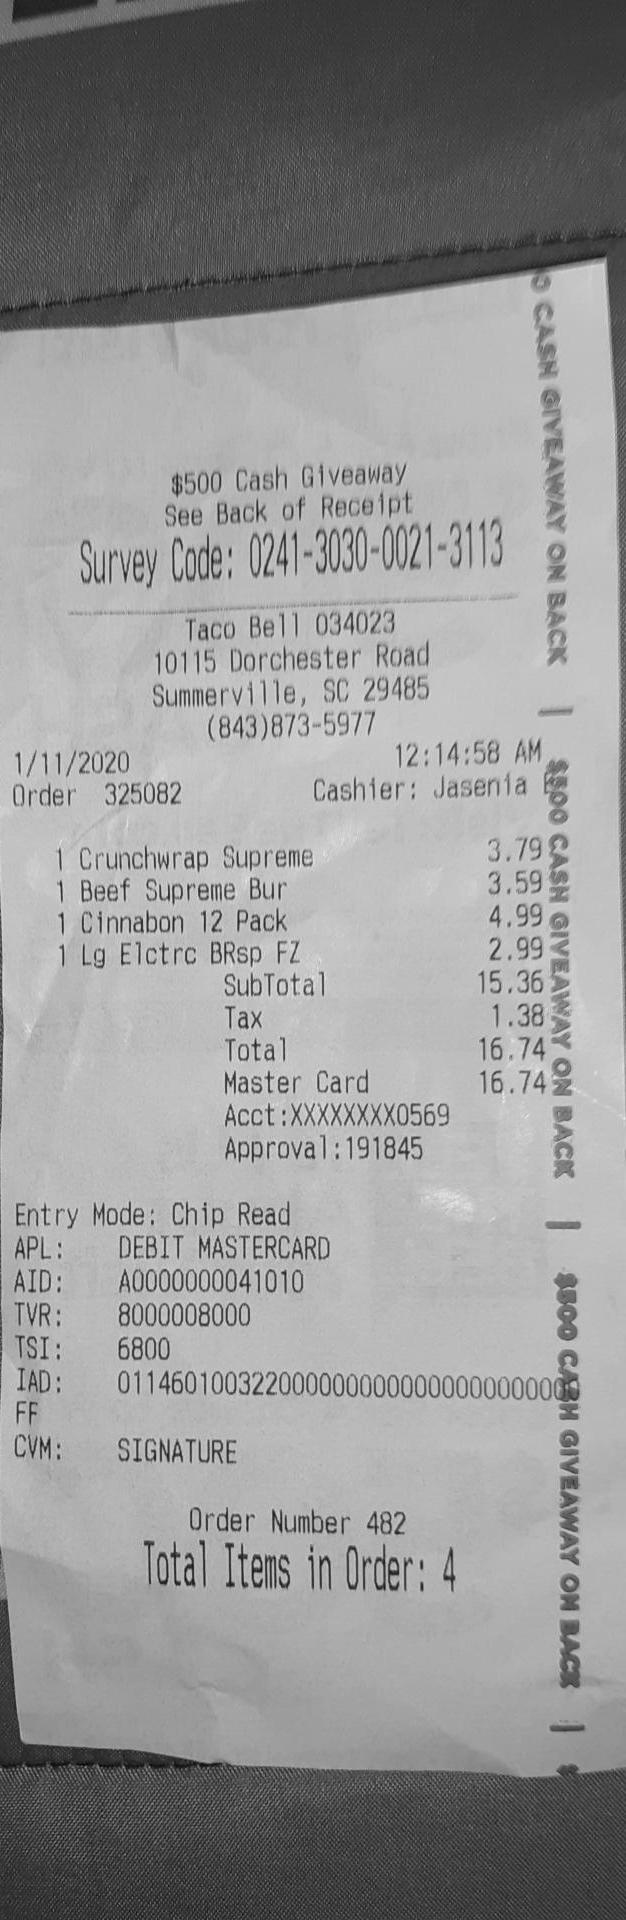 $500 Cash Giveaway
See Back of Receipt
Survey Code: 0241-3030-0021-3113
Taco Bell 034023
10115 Dorchester Road
Summerville, SC 29485
(843)873-5977
1/11/2020 12:14:58 AM
Order 325082 Cashier: Jasenia
1 Crunchwrap Supreme 3.79
1 Beef Supreme Bur 3.59
1 Cinnabon 12 Pack 4.99
1 Lg Elctrc BRsp FZ 2.99
SubTotal 15.36
Tax 1.38
Total 16.74
Master Card 16.74
Acct:XXXXXXXX0569
Approval:191845
Entry Mode: Chip Read
APL: DEBIT MASTERCARD
AID: A0000000041010
TVR: 8000008000
TSI: 6800
IAD:
FF
CVM: SIGNATURE
Order Number 482
Total Items in Order: 4
CASH GIVEAWAY ON BACK | $500 CASH GIVEAWAY ON BACK | $500 CASH GIVEAWAY ON BACK | $